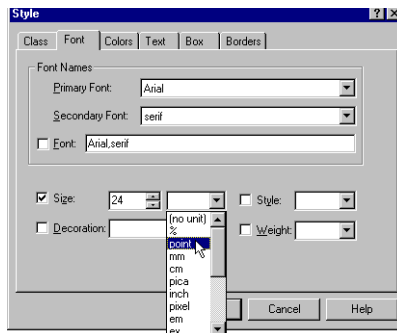 Style
Class Font Colors Text Box Borders
Font Names
Primary Font: Arial
Secondary Font: serif
Font: Arial,serif
Size: 24 Style:
(no unit)
%
Decoration: Weight:
point
mm
cm
pica
inch
pixel
em
ex
Cancel Help